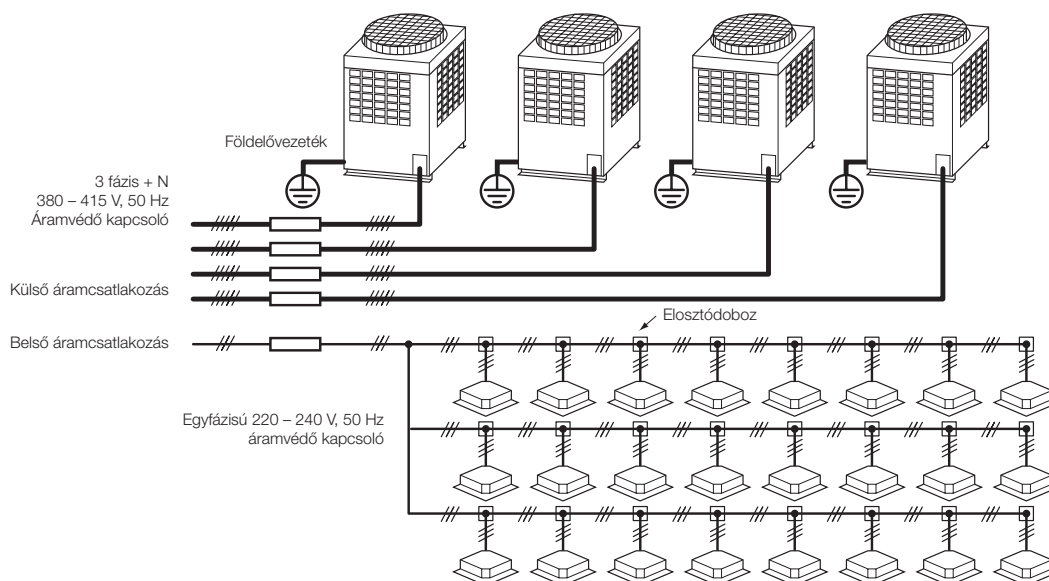 Földelővezeték
3 fázis + N
380 – 415 V, 50 Hz
Áramvédő kapcsoló
Külső áramcsatlakozás
Elosztódoboz
Belső áramcsatlakozás
Egyfázisú 220 – 240 V, 50 Hz
áramvédő kapcsoló